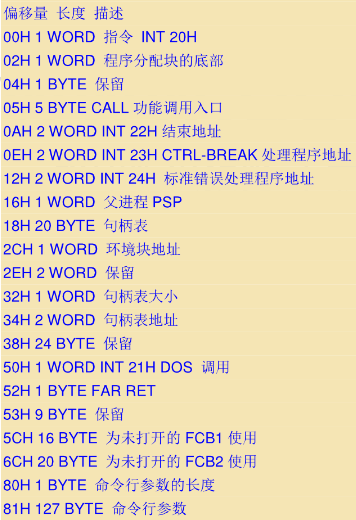 偏移量 长度 描述
00H 1 WORD 指令 INT 20H
02H 1 WORD 程序分配块的底部
04H 1 BYTE 保留
05H 5 BYTE CALL 功能调用入口
0AH 2 WORD INT 22H 结束地址
0EH 2 WORD INT 23H CTRL-BREAK 处理程序地址
12H 2 WORD INT 24H 标准错误处理程序地址
16H 1 WORD 父进程 PSP
18H 20 BYTE 句柄表
2CH 1 WORD 环境块地址
2EH 2 WORD 保留
32H 1 WORD 句柄表大小
34H 2 WORD 句柄表地址
38H 24 BYTE 保留
50H 1 WORD INT 21H DOS 调用
52H 1 BYTE FAR RET
53H 9 BYTE 保留
5CH 16 BYTE 为未打开的 FCB1 使用
6CH 20 BYTE 为未打开的 FCB2 使用
80H 1 BYTE 命令行参数的长度
81H 127 BYTE 命令行参数